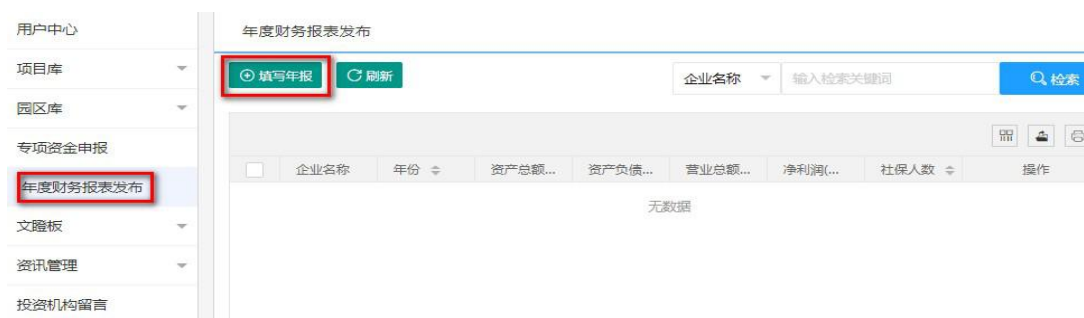 用户中心
项目库
园区库
专项资金申报
年度财务报表发布
文瞪板
资讯管理
投资机构留言
年度财务报表发布
填写年报 刷新 企业名称 输入检索关键词 检索
企业名称 年份 资产总额... 资产负债... 营业总额... 净利润(... 社保人数 操作
无数据